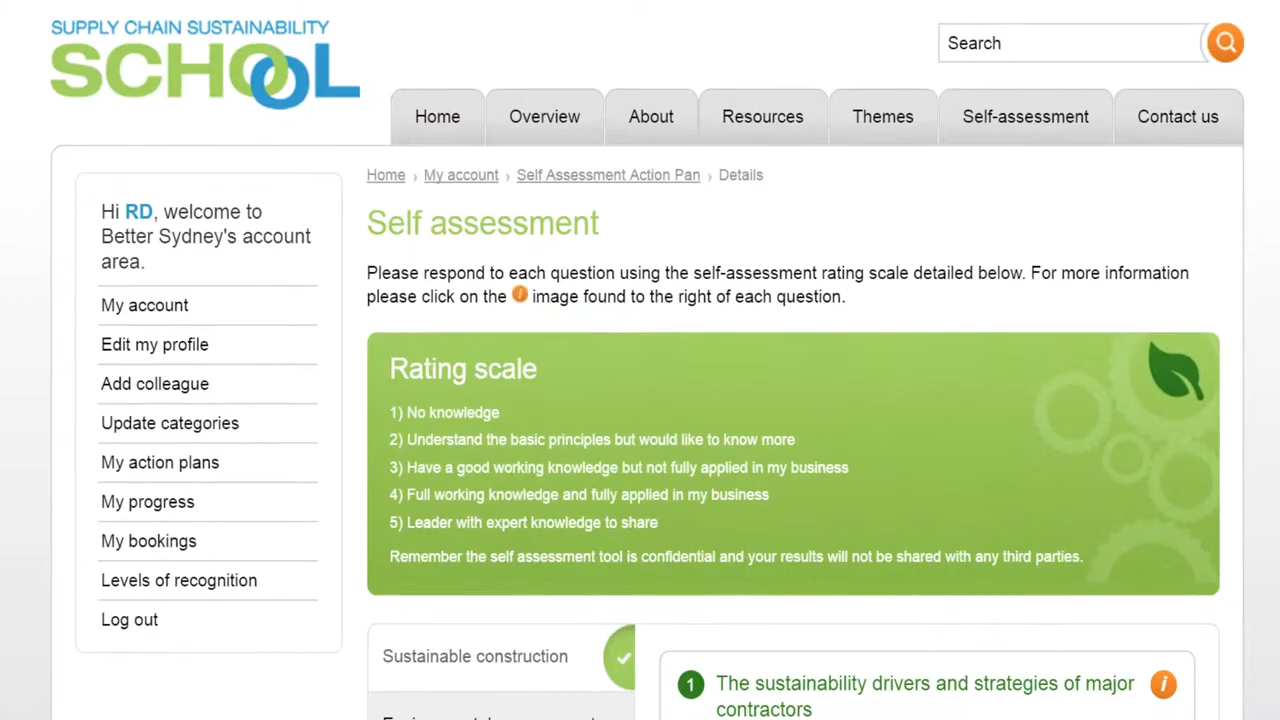 SUPPLY CHAIN SUSTAINABILITY
SCHOOL
Search
Home
Overview
About
Resources
Themes
Self-assessment
Contact us
Home › My account › Self Assessment Action Pan › Details
Hi RD, welcome to
Better Sydney's account
area.
My account
Edit my profile
Add colleague
Update categories
My action plans
My progress
My bookings
Levels of recognition
Log out
Self assessment
Please respond to each question using the self-assessment rating scale detailed below. For more information
please click on the i image found to the right of each question.
Rating scale
1) No knowledge
2) Understand the basic principles but would like to know more
3) Have a good working knowledge but not fully applied in my business
4) Full working knowledge and fully applied in my business
5) Leader with expert knowledge to share
Remember the self assessment tool is confidential and your results will not be shared with any third parties.
Sustainable construction
1 The sustainability drivers and strategies of major i
contractors